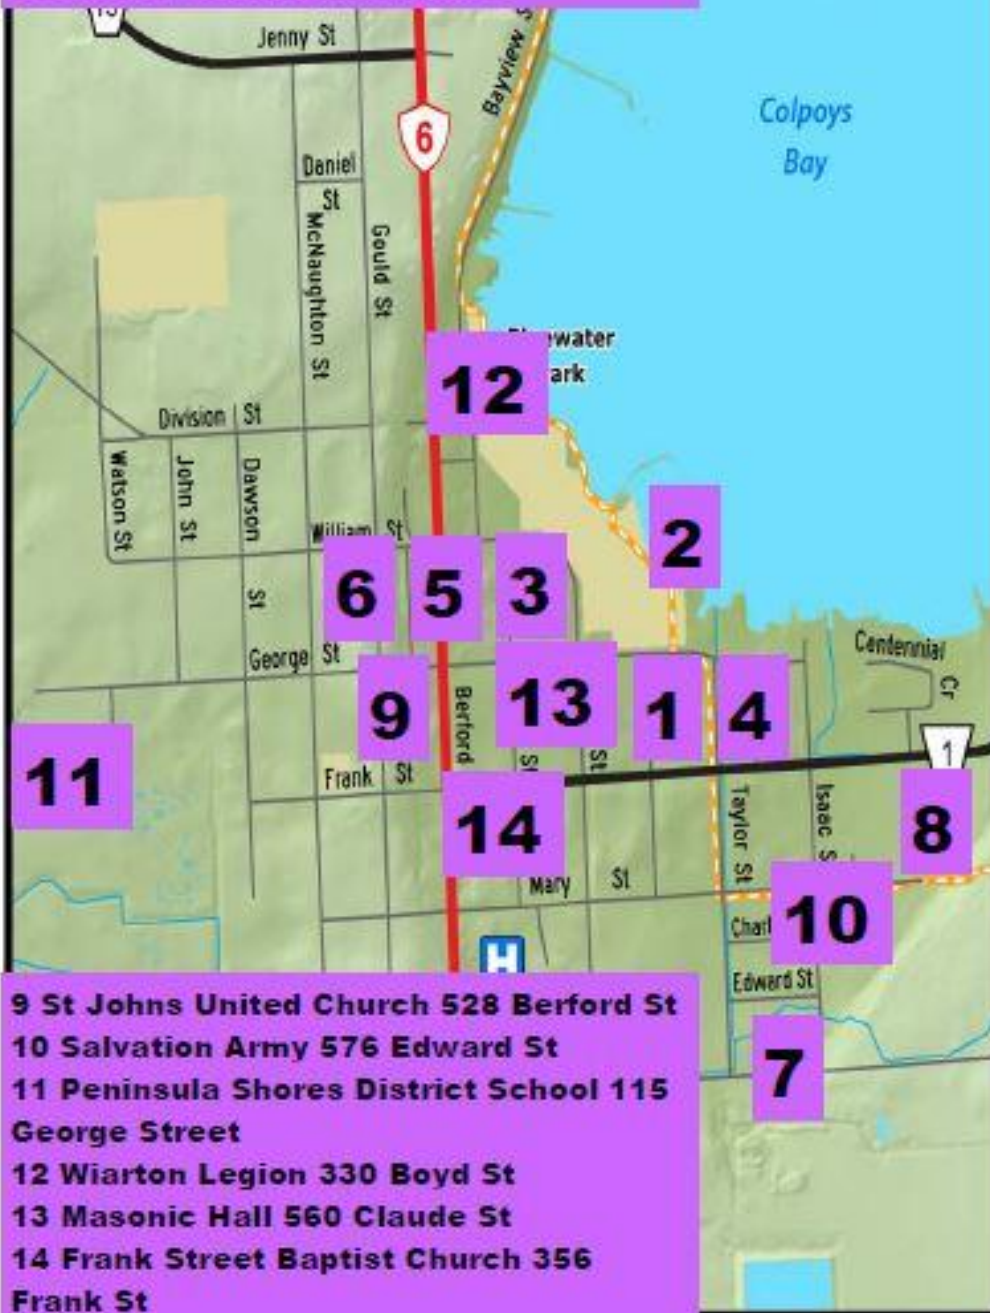 Jenny St
Bayview
6
Colpoys
Bay
Daniel
St
McNaughton St
Gould St
12
Division St
Watson St
John St
Dawson
St
William St
2
6
5
3
George St
Centennial
Cr
9
Berford
13
1
4
11
Frank St
St
St
1
14
Taylor St
Isaac
8
Mary St
10
Edward St
H
7
9 St Johns United Church 528 Berford St
10 Salvation Army 576 Edward St
11 Peninsula Shores District School 115
George Street
12 Wiarton Legion 330 Boyd St
13 Masonic Hall 560 Claude St
14 Frank Street Baptist Church 356
Frank St